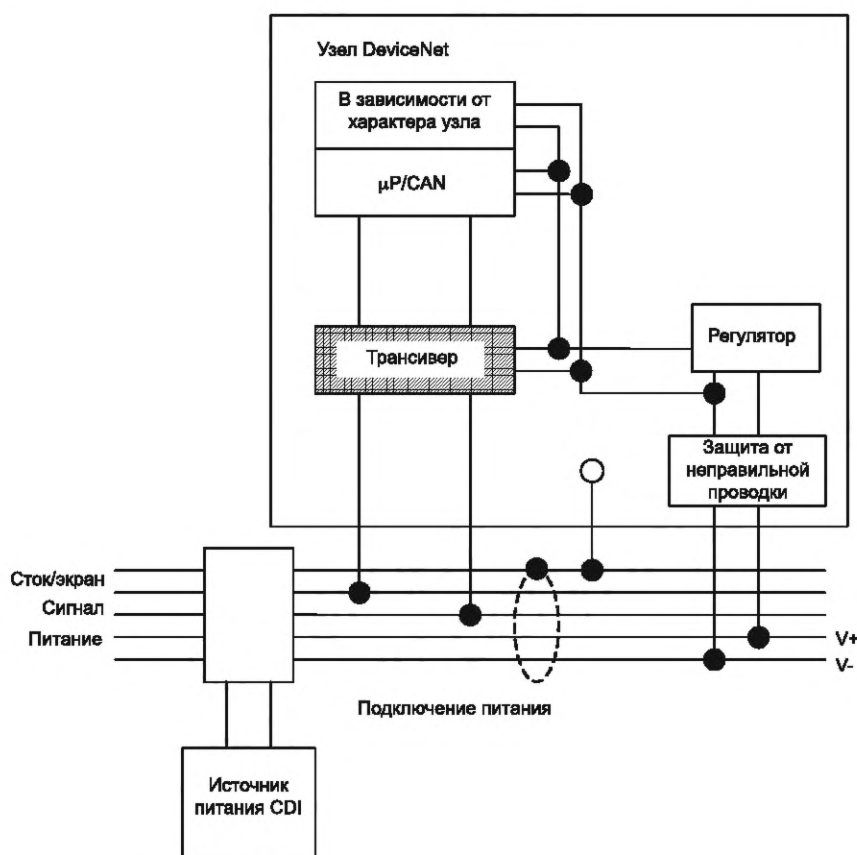 Узел DeviceNet
В зависимости от
характера узла
µP/CAN
Трансивер
Регулятор
Защита от
неправильной
проводки
Сток/экран
Сигнал
Питание
V+
V-
Подключение питания
Источник
питания CDI